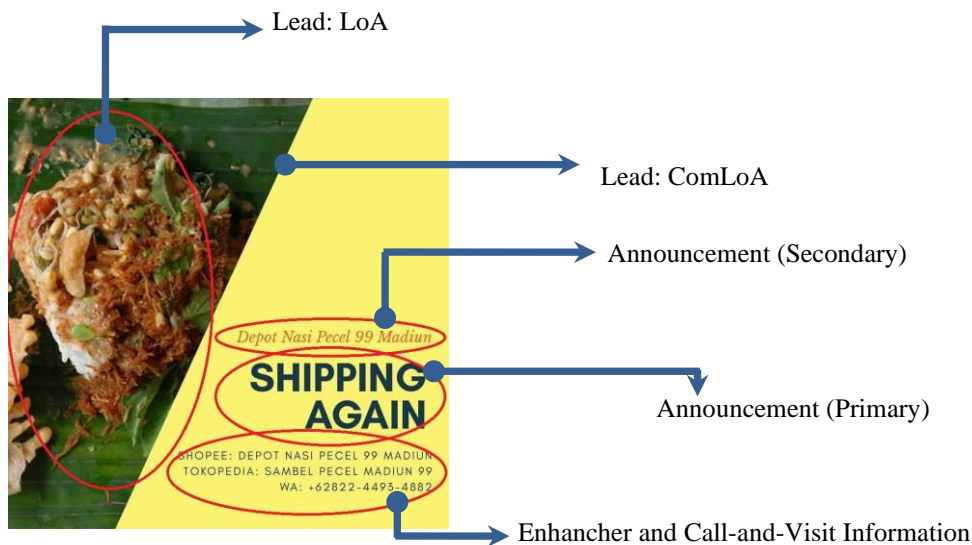 Lead: LoA
Lead: ComLoA
Announcement (Secondary)
Depot Nasi Pecel 99 Madiun
SHIPPING
AGAIN
Announcement (Primary)
SHOPEE: DEPOT NASI PECEL 99 MADIUN
TOKOPEDIA: SAMBEL PECEL MADIUN 99
WA: +62822-4493-4882
Enhancher and Call-and-Visit Information